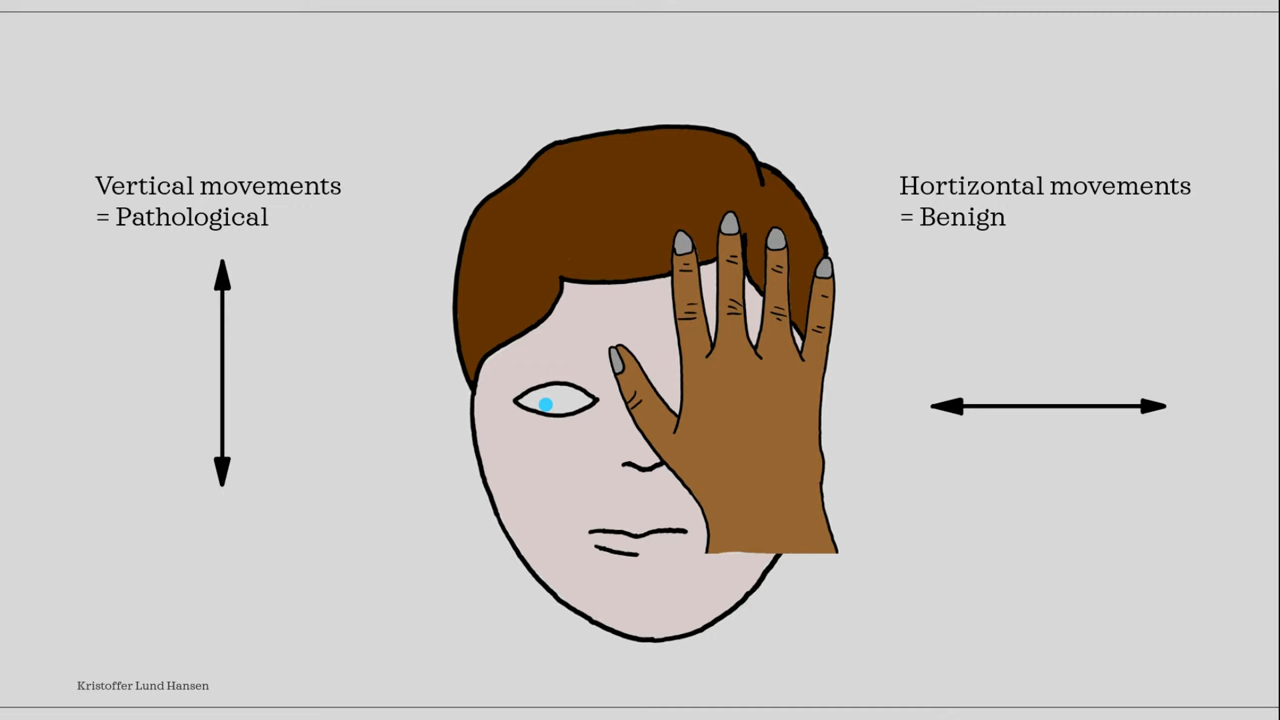 Vertical movements
= Pathological
Hortizontal movements
= Benign
Kristoffer Lund Hansen